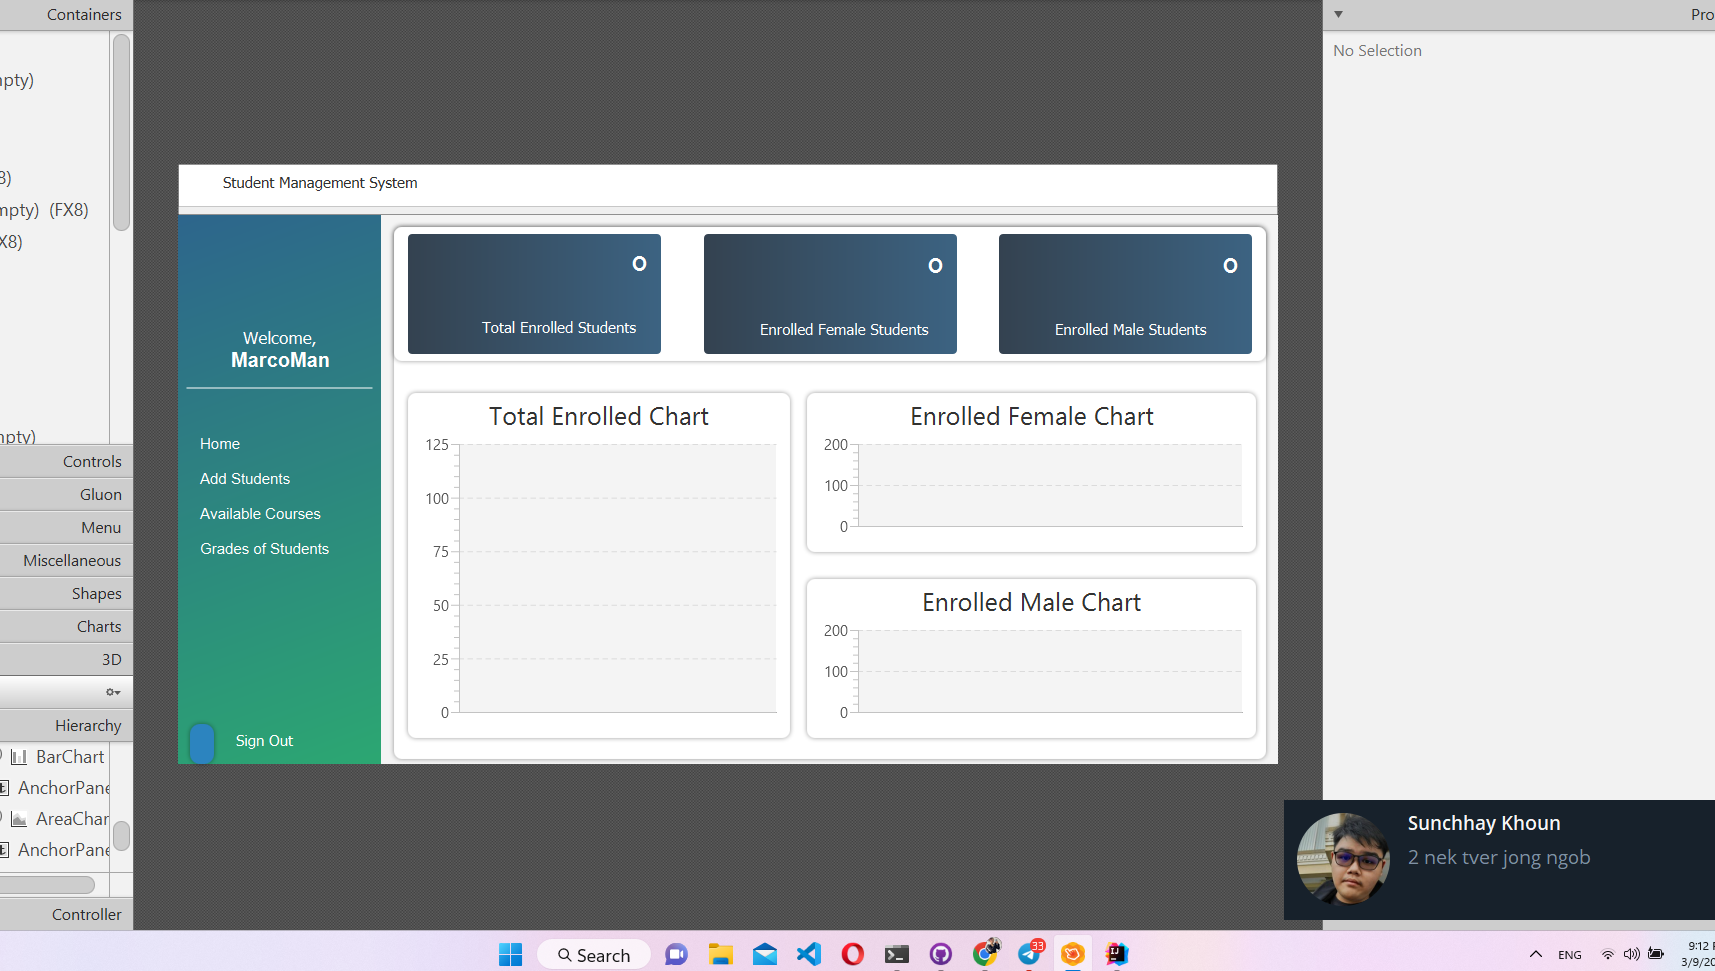 Containers
mpty)
8)
mpty) (FX8)
X8)
mpty)
Controls
Gluon
Menu
Miscellaneous
Shapes
Charts
3D
Hierarchy
BarChart
AnchorPane
AreaChar
AnchorPane
Controller
Student Management System
Welcome,
MarcoMan
Home
Add Students
Available Courses
Grades of Students
Sign Out
0
Total Enrolled Students
0
Enrolled Female Students
0
Enrolled Male Students
Total Enrolled Chart
125
100
75
50
25
0
Enrolled Female Chart
200
100
0
Enrolled Male Chart
200
100
0
Pro
No Selection
Sunchhay Khoun
2 nek tver jong ngob
Search
33
ENG
9:12 P
3/9/20